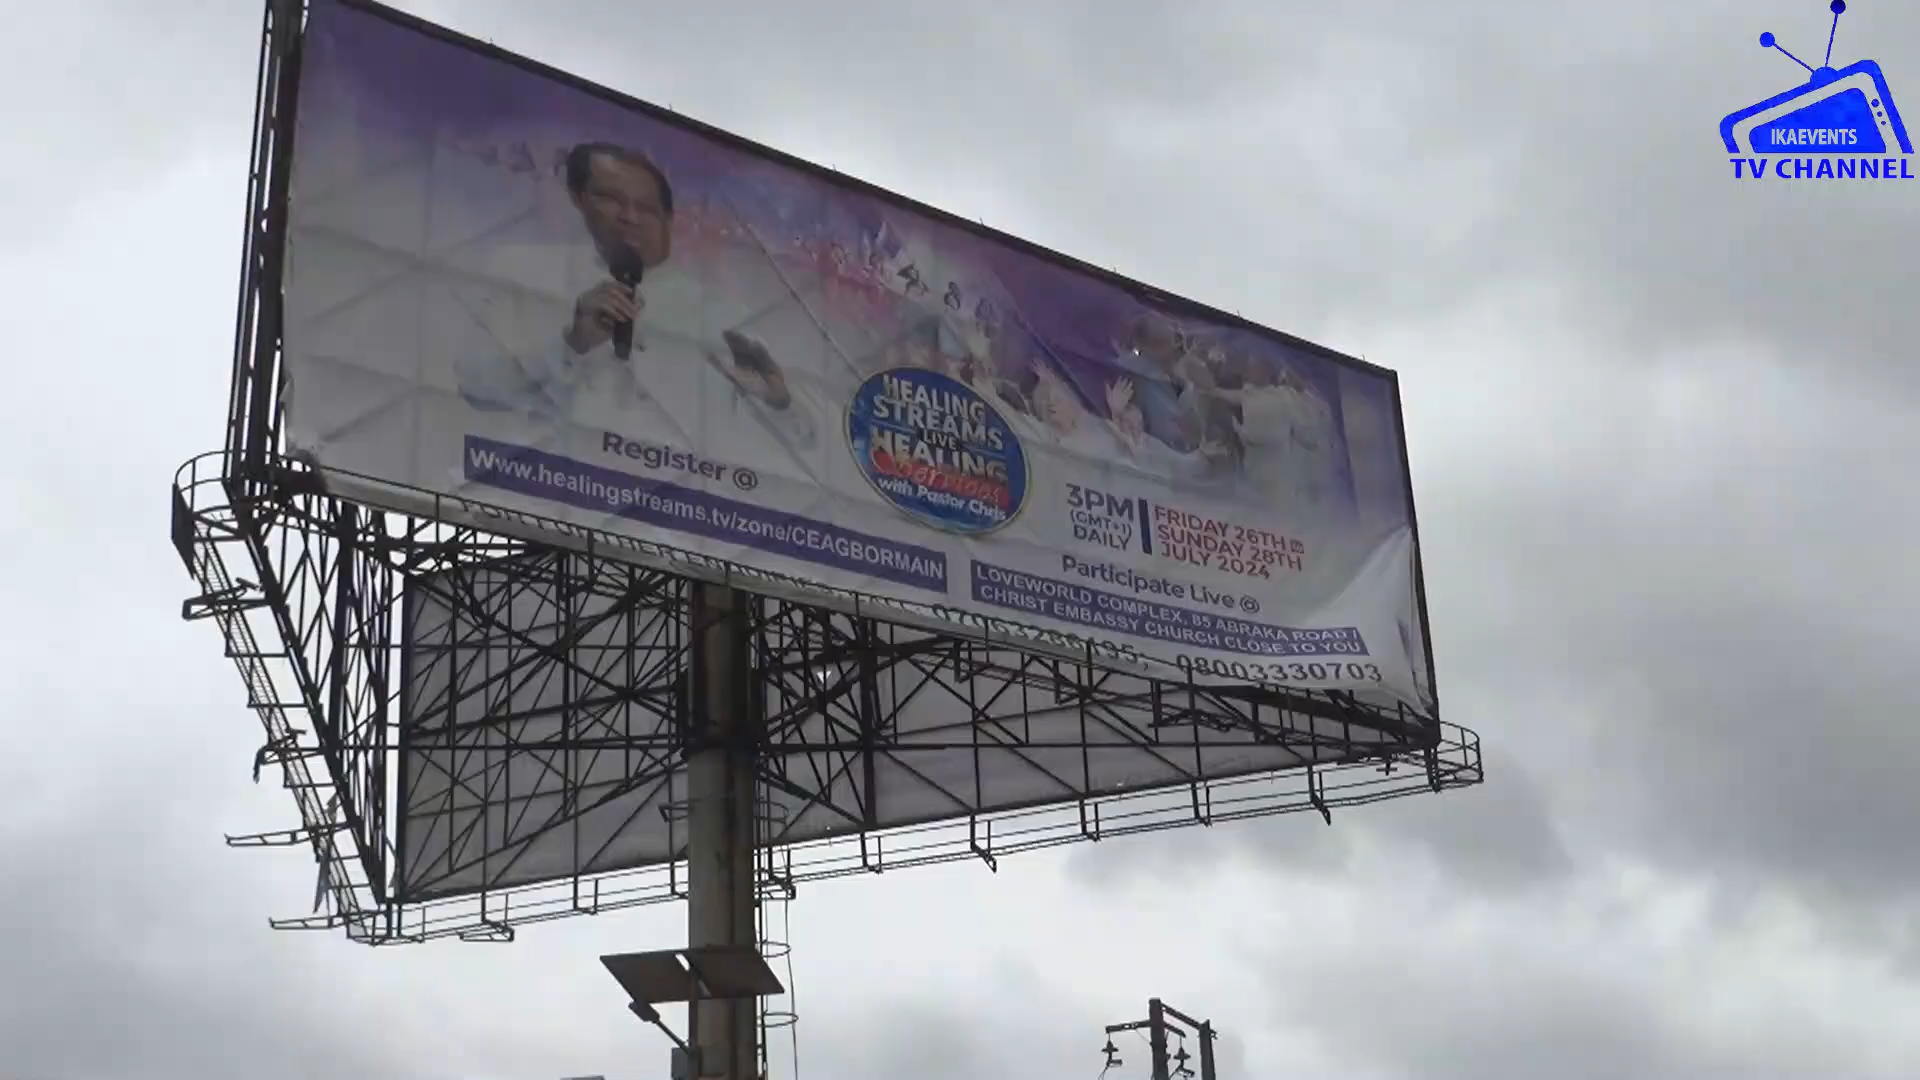 IKAEVENTS
TV CHANNEL
HEALING
STREAMS
LIVE
HEALING
Services
with Pastor Chris
Register @
Www.healingstreams.tv/zone/CEAGBORMAIN
3PM
(GMT+1)
DAILY
FRIDAY 26TH to
SUNDAY 28TH
JULY 2024
Participate Live @
LOVEWORLD COMPLEX, 85 ABRAKA ROAD /
CHRIST EMBASSY CHURCH CLOSE TO YOU
08003330703